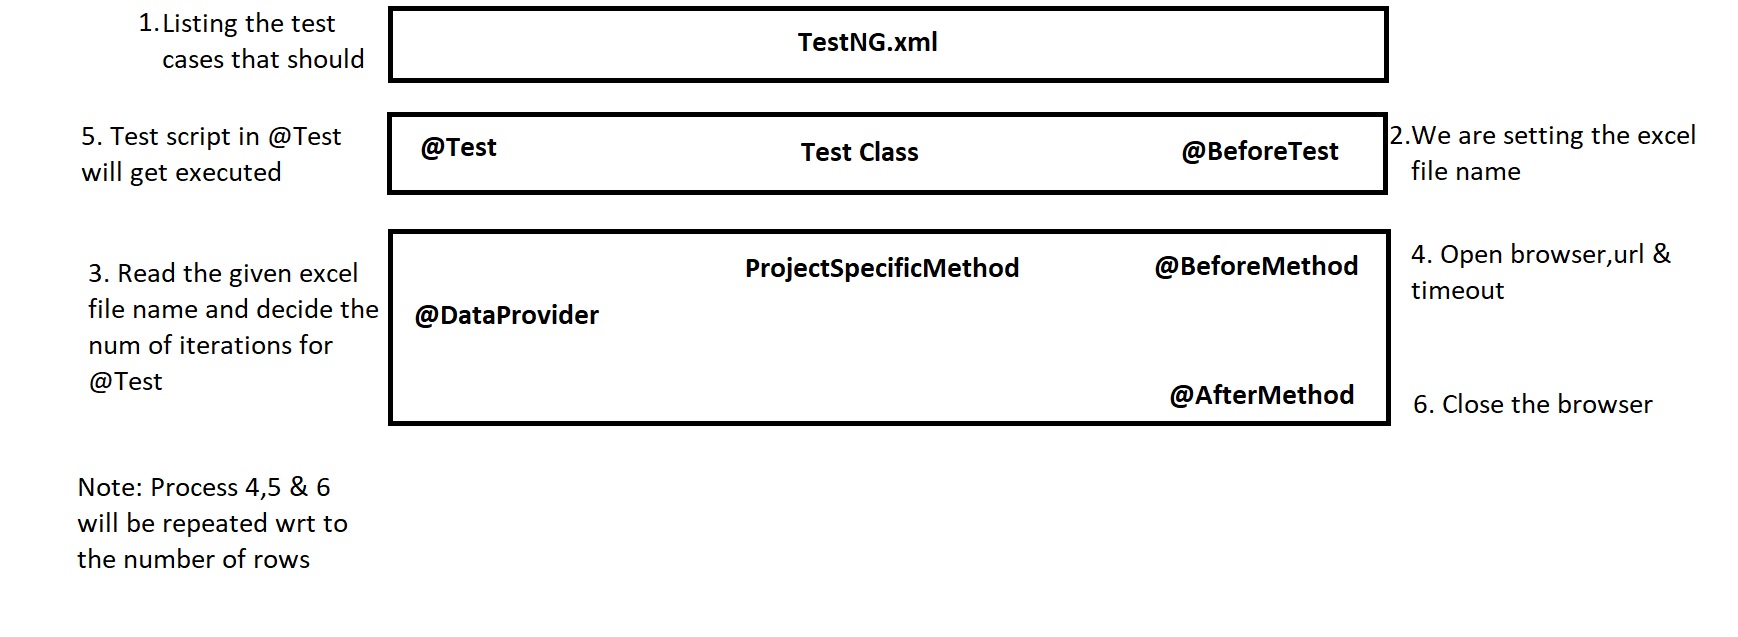 1.Listing the test
cases that should
TestNG.xml
5. Test script in @Test
will get executed
@Test
Test Class
@BeforeTest
2.We are setting the excel
file name
3. Read the given excel
file name and decide the
num of iterations for
@Test
ProjectSpecificMethod
@DataProvider
@BeforeMethod
@AfterMethod
4. Open browser,url &
timeout
6. Close the browser
Note: Process 4,5 & 6
will be repeated wrt to
the number of rows